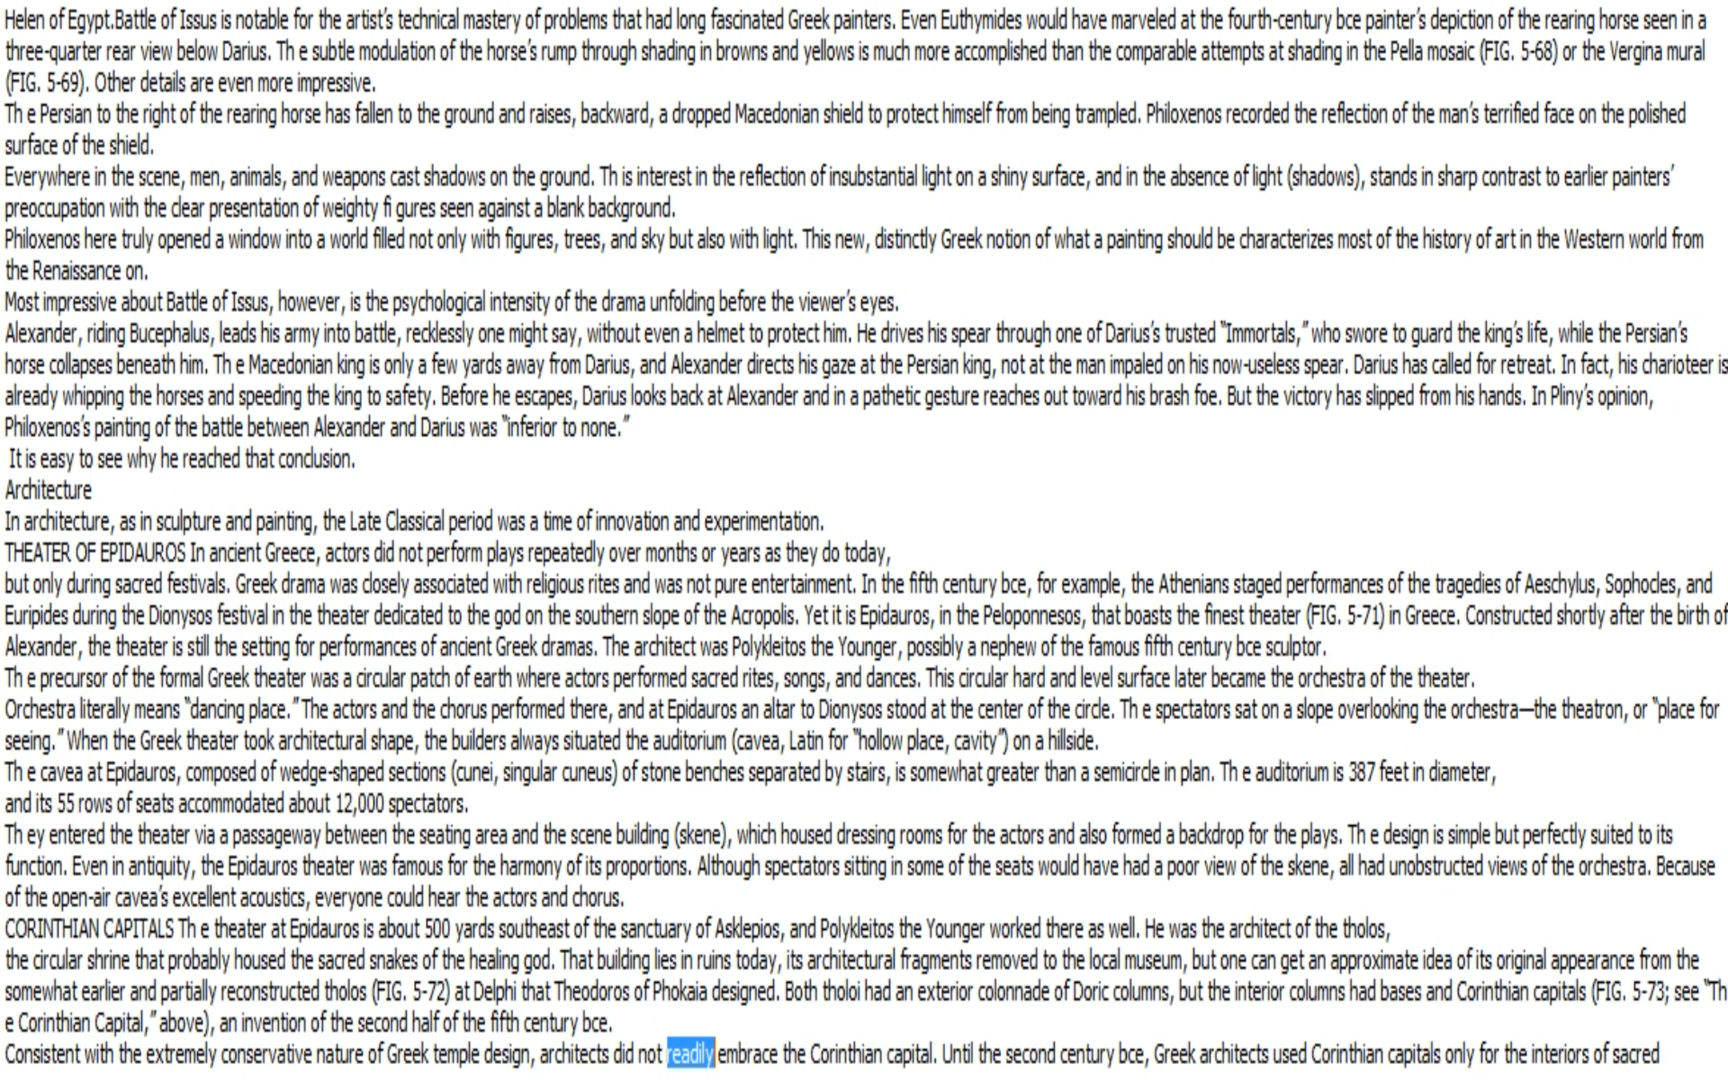 Helen of Egypt.Battle of Issus is notable for the artist's technical mastery of problems that had long fascinated Greek painters. Even Euthymides would have marveled at the fourth-century bce painter's depiction of the rearing horse seen in a
three-quarter rear view below Darius. Th e subtle modulation of the horse's rump through shading in browns and yellows is much more accomplished than the comparable attempts at shading in the Pella mosaic (FIG. 5-68) or the Vergina mural
(FIG. 5-69). Other details are even more impressive.
Th e Persian to the right of the rearing horse has fallen to the ground and raises, backward, a dropped Macedonian shield to protect himself from being trampled. Philoxenos recorded the reflection of the man's terrified face on the polished
surface of the shield.
Everywhere in the scene, men, animals, and weapons cast shadows on the ground. Th is interest in the reflection of insubstantial light on a shiny surface, and in the absence of light (shadows), stands in sharp contrast to earlier painters'
preoccupation with the clear presentation of weighty fi gures seen against a blank background.
Philoxenos here truly opened a window into a world filled not only with figures, trees, and sky but also with light. This new, distinctly Greek notion of what a painting should be characterizes most of the history of art in the Western world from
the Renaissance on.
Most impressive about Battle of Issus, however, is the psychological intensity of the drama unfolding before the viewer's eyes.
Alexander, riding Bucephalus, leads his army into battle, recklessly one might say, without even a helmet to protect him. He drives his spear through one of Darius's trusted "Immortals," who swore to guard the king's life, while the Persian's
horse collapses beneath him. Th e Macedonian king is only a few yards away from Darius, and Alexander directs his gaze at the Persian king, not at the man impaled on his now-useless spear. Darius has called for retreat. In fact, his charioteer is
already whipping the horses and speeding the king to safety. Before he escapes, Darius looks back at Alexander and in a pathetic gesture reaches out toward his brash foe. But the victory has slipped from his hands. In Pliny's opinion,
Philoxenos's painting of the battle between Alexander and Darius was "inferior to none."
It is easy to see why he reached that conclusion.
Architecture
In architecture, as in sculpture and painting, the Late Classical period was a time of innovation and experimentation.
THEATER OF EPIDAUROS In ancient Greece, actors did not perform plays repeatedly over months or years as they do today,
but only during sacred festivals. Greek drama was closely associated with religious rites and was not pure entertainment. In the fifth century bce, for example, the Athenians staged performances of the tragedies of Aeschylus, Sophocles, and
Euripides during the Dionysos festival in the theater dedicated to the god on the southern slope of the Acropolis. Yet it is Epidauros, in the Peloponnesos, that boasts the finest theater (FIG. 5-71) in Greece. Constructed shortly after the birth of
Alexander, the theater is still the setting for performances of ancient Greek dramas. The architect was Polykleitos the Younger, possibly a nephew of the famous fifth century bce sculptor.
Th e precursor of the formal Greek theater was a circular patch of earth where actors performed sacred rites, songs, and dances. This circular hard and level surface later became the orchestra of the theater.
Orchestra literally means "dancing place." The actors and the chorus performed there, and at Epidauros an altar to Dionysos stood at the center of the circle. Th e spectators sat on a slope overlooking the orchestra—the theatron, or "place for
seeing." When the Greek theater took architectural shape, the builders always situated the auditorium (cavea, Latin for "hollow place, cavity") on a hillside.
Th e cavea at Epidauros, composed of wedge-shaped sections (cunei, singular cuneus) of stone benches separated by stairs, is somewhat greater than a semicircle in plan. Th e auditorium is 387 feet in diameter,
and its 55 rows of seats accommodated about 12,000 spectators.
Th ey entered the theater via a passageway between the seating area and the scene building (skene), which housed dressing rooms for the actors and also formed a backdrop for the plays. Th e design is simple but perfectly suited to its
function. Even in antiquity, the Epidauros theater was famous for the harmony of its proportions. Although spectators sitting in some of the seats would have had a poor view of the skene, all had unobstructed views of the orchestra. Because
of the open-air cavea's excellent acoustics, everyone could hear the actors and chorus.
CORINTHIAN CAPITALS Th e theater at Epidauros is about 500 yards southeast of the sanctuary of Asklepios, and Polykleitos the Younger worked there as well. He was the architect of the tholos,
the circular shrine that probably housed the sacred snakes of the healing god. That building lies in ruins today, its architectural fragments removed to the local museum, but one can get an approximate idea of its original appearance from the
somewhat earlier and partially reconstructed tholos (FIG. 5-72) at Delphi that Theodoros of Phokaia designed. Both tholoi had an exterior colonnade of Doric columns, but the interior columns had bases and Corinthian capitals (FIG. 5-73; see "Th
e Corinthian Capital," above), an invention of the second half of the fifth century bce.
Consistent with the extremely conservative nature of Greek temple design, architects did not readily embrace the Corinthian capital. Until the second century bce, Greek architects used Corinthian capitals only for the interiors of sacred